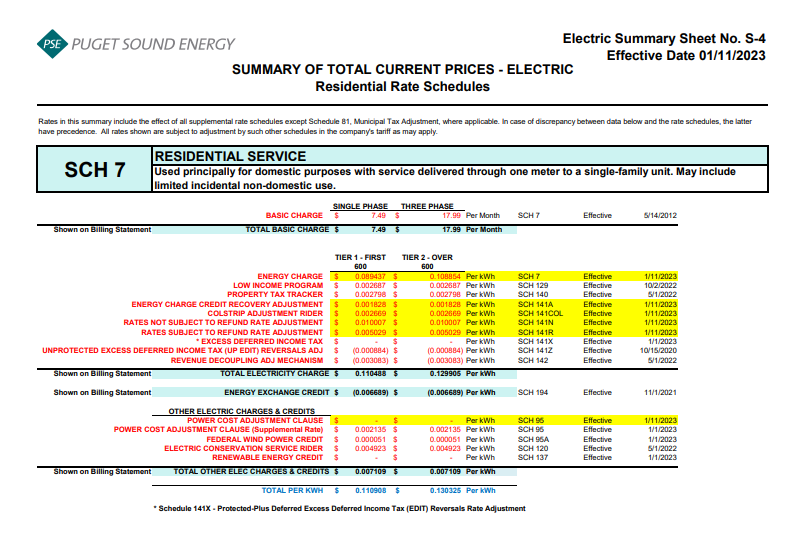 PSE PUGET SOUND ENERGY
Electric Summary Sheet No. S-4
Effective Date 01/11/2023
SUMMARY OF TOTAL CURRENT PRICES - ELECTRIC
Residential Rate Schedules
Rates in this summary include the effect of all supplemental rate schedules except Schedule 81, Municipal Tax Adjustment, where applicable. In case of discrepancy between data below and the rate schedules, the latter
have precedence. All rates shown are subject to adjustment by such other schedules in the company's tariff as may apply.
SCH 7
RESIDENTIAL SERVICE
Used principally for domestic purposes with service delivered through one meter to a single-family unit. May include
limited incidental non-domestic use.
SINGLE PHASE THREE PHASE
BASIC CHARGE $ 7.49 $ 17.99 Per Month SCH 7 Effective 5/14/2012
Shown on Billing Statement TOTAL BASIC CHARGE $ 7.49 $ 17.99 Per Month
TIER 1 - FIRST TIER 2 - OVER
600 600
ENERGY CHARGE $ 0.089437 $ 0.108854 Per kWh SCH 7 Effective 1/11/2023
LOW INCOME PROGRAM $ 0.002687 $ 0.002687 Per kWh SCH 129 Effective 10/2/2022
PROPERTY TAX TRACKER $ 0.002798 $ 0.002798 Per kWh SCH 140 Effective 5/1/2022
ENERGY CHARGE CREDIT RECOVERY ADJUSTMENT $ 0.001828 $ 0.001828 Per kWh SCH 141A Effective 1/11/2023
COLSTRIP ADJUSTMENT RIDER $ 0.002669 $ 0.002669 Per kWh SCH 141COL Effective 1/11/2023
RATES NOT SUBJECT TO REFUND RATE ADJUSTMENT $ 0.010007 $ 0.010007 Per kWh SCH 141N Effective 1/11/2023
RATES SUBJECT TO REFUND RATE ADJUSTMENT $ 0.005029 $ 0.005029 Per kWh SCH 141R Effective 1/11/2023
* EXCESS DEFERRED INCOME TAX $ - $ - Per kWh SCH 141X Effective 1/1/2023
UNPROTECTED EXCESS DEFERRED INCOME TAX (UP EDIT) REVERSALS ADJ $ (0.000884) $ (0.000884) Per kWh SCH 141Z Effective 10/15/2020
REVENUE DECOUPLING ADJ MECHANISM $ (0.003083) $ (0.003083) Per kWh SCH 142 Effective 5/1/2022
Shown on Billing Statement TOTAL ELECTRICITY CHARGE $ 0.110488 $ 0.129905 Per kWh
Shown on Billing Statement ENERGY EXCHANGE CREDIT $ (0.006689) $ (0.006689) Per kWh SCH 194 Effective 11/1/2021
OTHER ELECTRIC CHARGES & CREDITS
POWER COST ADJUSTMENT CLAUSE $ - $ - Per kWh SCH 95 Effective 1/11/2023
POWER COST ADJUSTMENT CLAUSE (Supplemental Rate) $ 0.002135 $ 0.002135 Per kWh SCH 95 Effective 1/1/2023
FEDERAL WIND POWER CREDIT $ 0.000051 $ 0.000051 Per kWh SCH 95A Effective 1/1/2023
ELECTRIC CONSERVATION SERVICE RIDER $ 0.004923 $ 0.004923 Per kWh SCH 120 Effective 5/1/2022
RENEWABLE ENERGY CREDIT $ - $ - Per kWh SCH 137 Effective 1/1/2023
Shown on Billing Statement TOTAL OTHER ELEC CHARGES & CREDITS $ 0.007109 $ 0.007109 Per kWh
TOTAL PER KWH $ 0.110908 $ 0.130325 Per kWh
* Schedule 141X - Protected-Plus Deferred Excess Deferred Income Tax (EDIT) Reversals Rate Adjustment